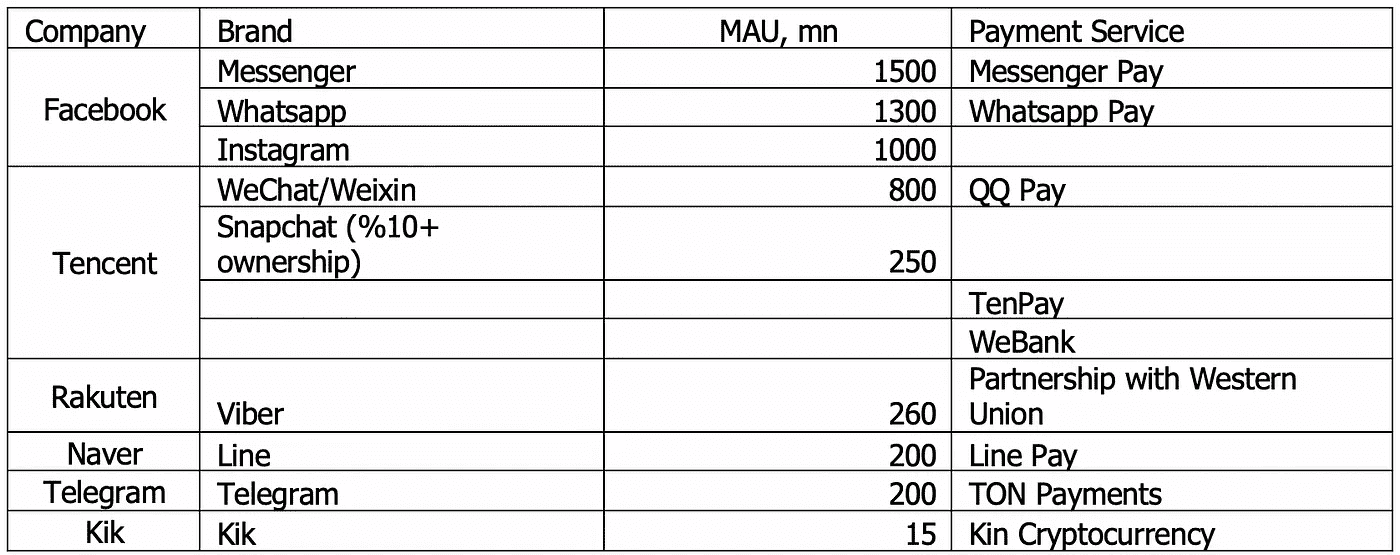 Company Brand MAU, mn Payment Service
Facebook Messenger 1500 Messenger Pay
Whatsapp 1300 Whatsapp Pay
Instagram 1000
Tencent WeChat/Weixin 800 QQ Pay
Snapchat (%10+
ownership) 250
TenPay
WeBank
Rakuten Viber 260 Partnership with Western
Union
Naver Line 200 Line Pay
Telegram Telegram 200 TON Payments
Kik Kik 15 Kin Cryptocurrency